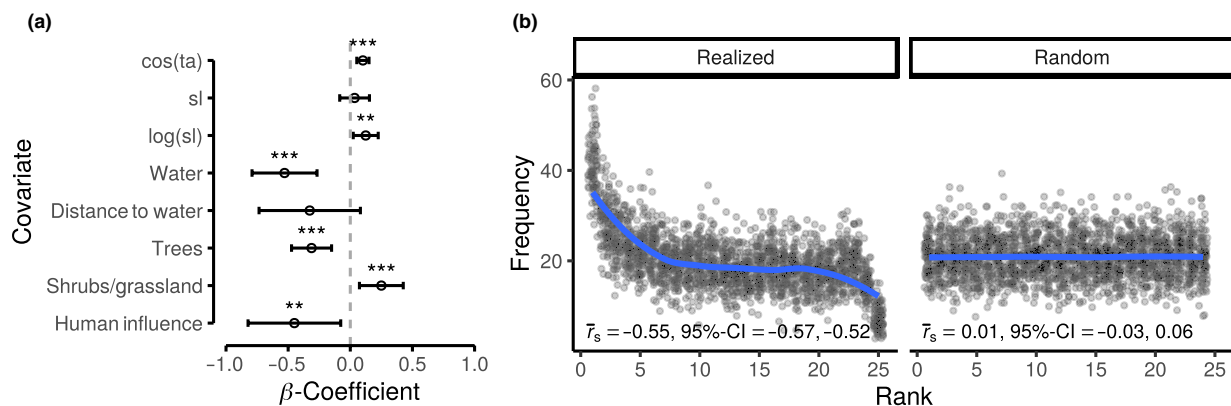 (a)
Covariate
cos(ta)
***
sl
log(sl)
**
Water
***
Distance to water
Trees
***
Shrubs/grassland
***
Human influence
**
−1.0 −0.5 0.0 0.5 1.0
β-Coefficient
(b)
Realized
Random
Frequency
60
40
20
r̄s = −0.55, 95%-CI = −0.57, −0.52
r̄s = 0.01, 95%-CI = −0.03, 0.06
0 5 10 15 20 25
0 5 10 15 20 25
Rank